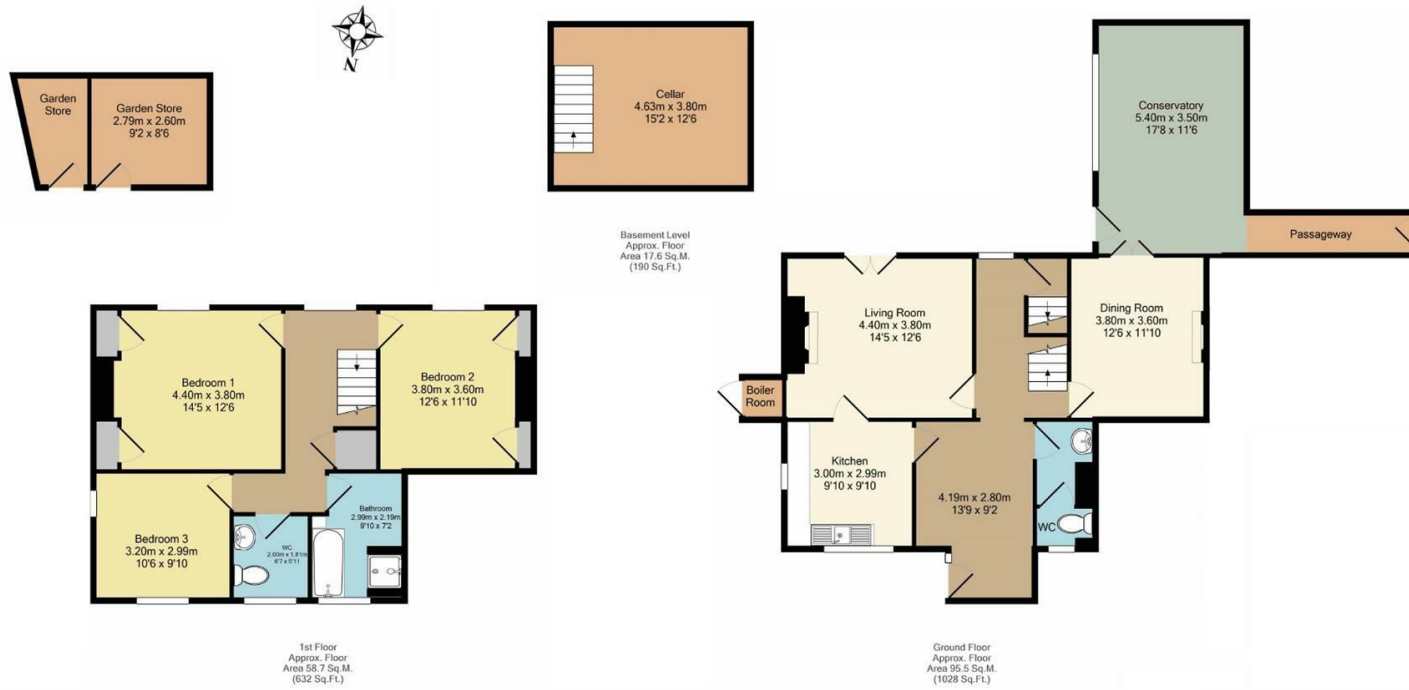 N
Garden
Store
Garden Store
2.79m x 2.60m
9'2 x 8'6
Cellar
4.63m x 3.80m
15'2 x 12'6
Basement Level
Approx. Floor
Area 17.6 Sq.M.
(190 Sq.Ft.)
Conservatory
5.40m x 3.50m
17'8 x 11'6
Passageway
Bedroom 1
4.40m x 3.80m
14'5 x 12'6
Bedroom 2
3.80m x 3.60m
12'6 x 11'10
Bedroom 3
3.20m x 2.99m
10'6 x 9'10
WC
2.00m x 1.81m
6'7 x 5'11
Bathroom
2.99m x 2.19m
9'10 x 7'2
1st Floor
Approx. Floor
Area 58.7 Sq.M.
(632 Sq.Ft.)
Living Room
4.40m x 3.80m
14'5 x 12'6
Dining Room
3.80m x 3.60m
12'6 x 11'10
Boiler
Room
Kitchen
3.00m x 2.99m
9'10 x 9'10
4.19m x 2.80m
13'9 x 9'2
WC
Ground Floor
Approx. Floor
Area 95.5 Sq.M.
(1028 Sq.Ft.)